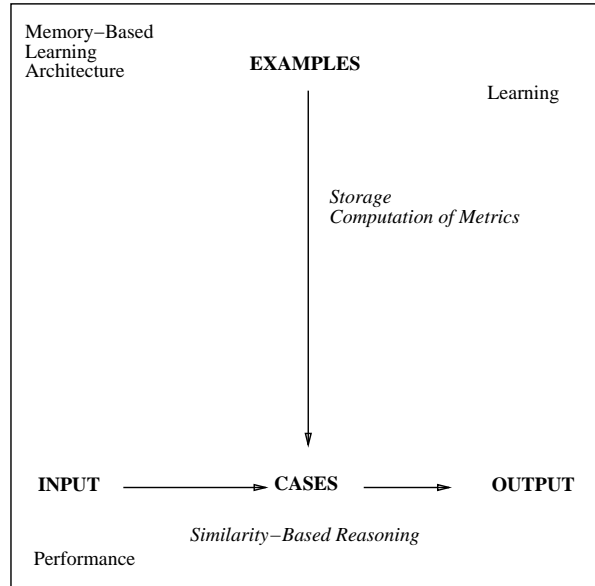 Memory−Based
Learning
Architecture
EXAMPLES
Learning
Storage
Computation of Metrics
INPUT
CASES
OUTPUT
Similarity−Based Reasoning
Performance